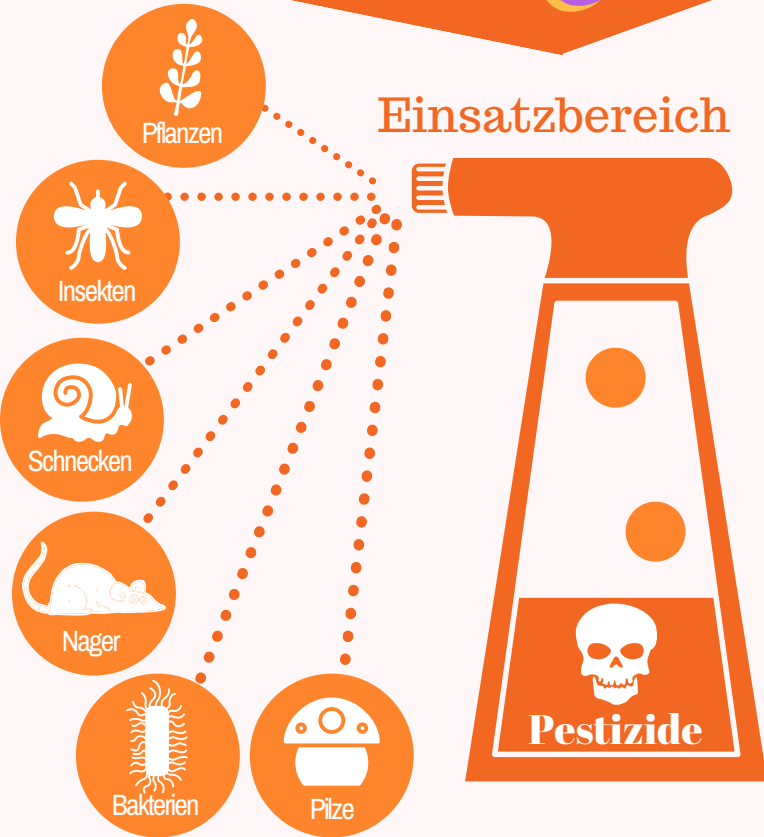 Einsatzbereich
Pflanzen
Insekten
Schnecken
Nager
Bakterien
Pilze
Pestizide